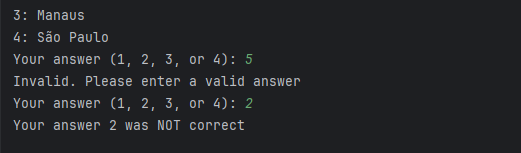 3: Manaus
4: São Paulo
Your answer (1, 2, 3, or 4): 5
Invalid. Please enter a valid answer
Your answer (1, 2, 3, or 4): 2
Your answer 2 was NOT correct